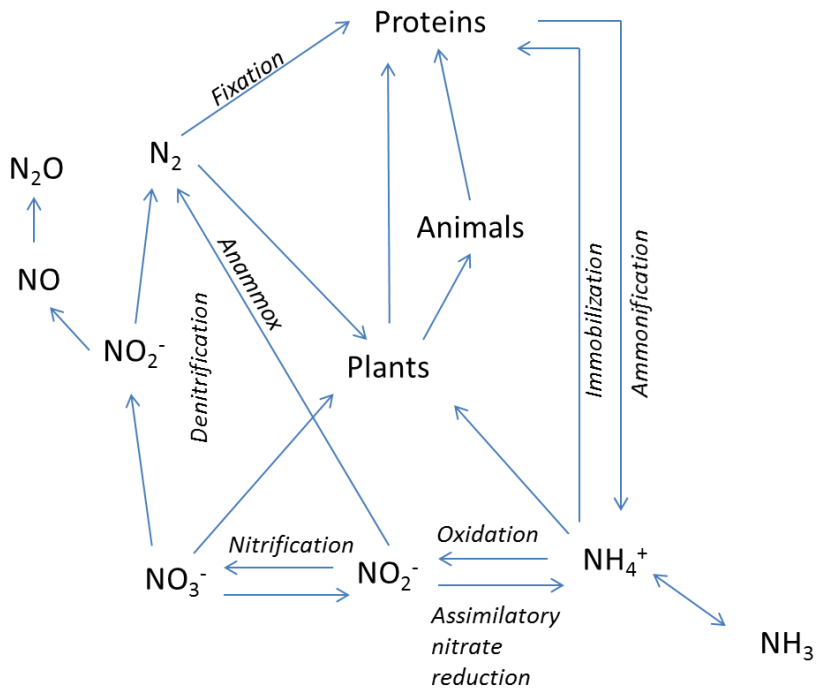 Proteins
Fixation
N₂
N₂O
Animals
Anammox
NO
Immobilization
Ammonification
NO₂⁻
Denitrification
Plants
Nitrification
Oxidation
NO₃⁻
NO₂⁻
NH₄⁺
Assimilatory
nitrate
reduction
NH₃